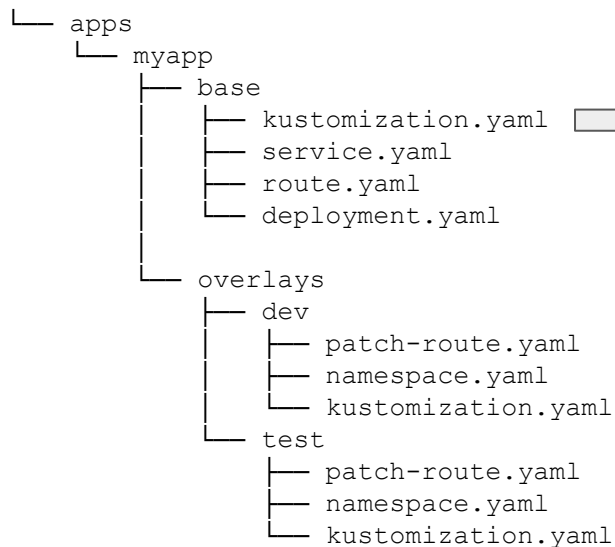 apps
myapp
base
kustomization.yaml
service.yaml
route.yaml
deployment.yaml
overlays
dev
patch-route.yaml
namespace.yaml
kustomization.yaml
test
patch-route.yaml
namespace.yaml
kustomization.yaml